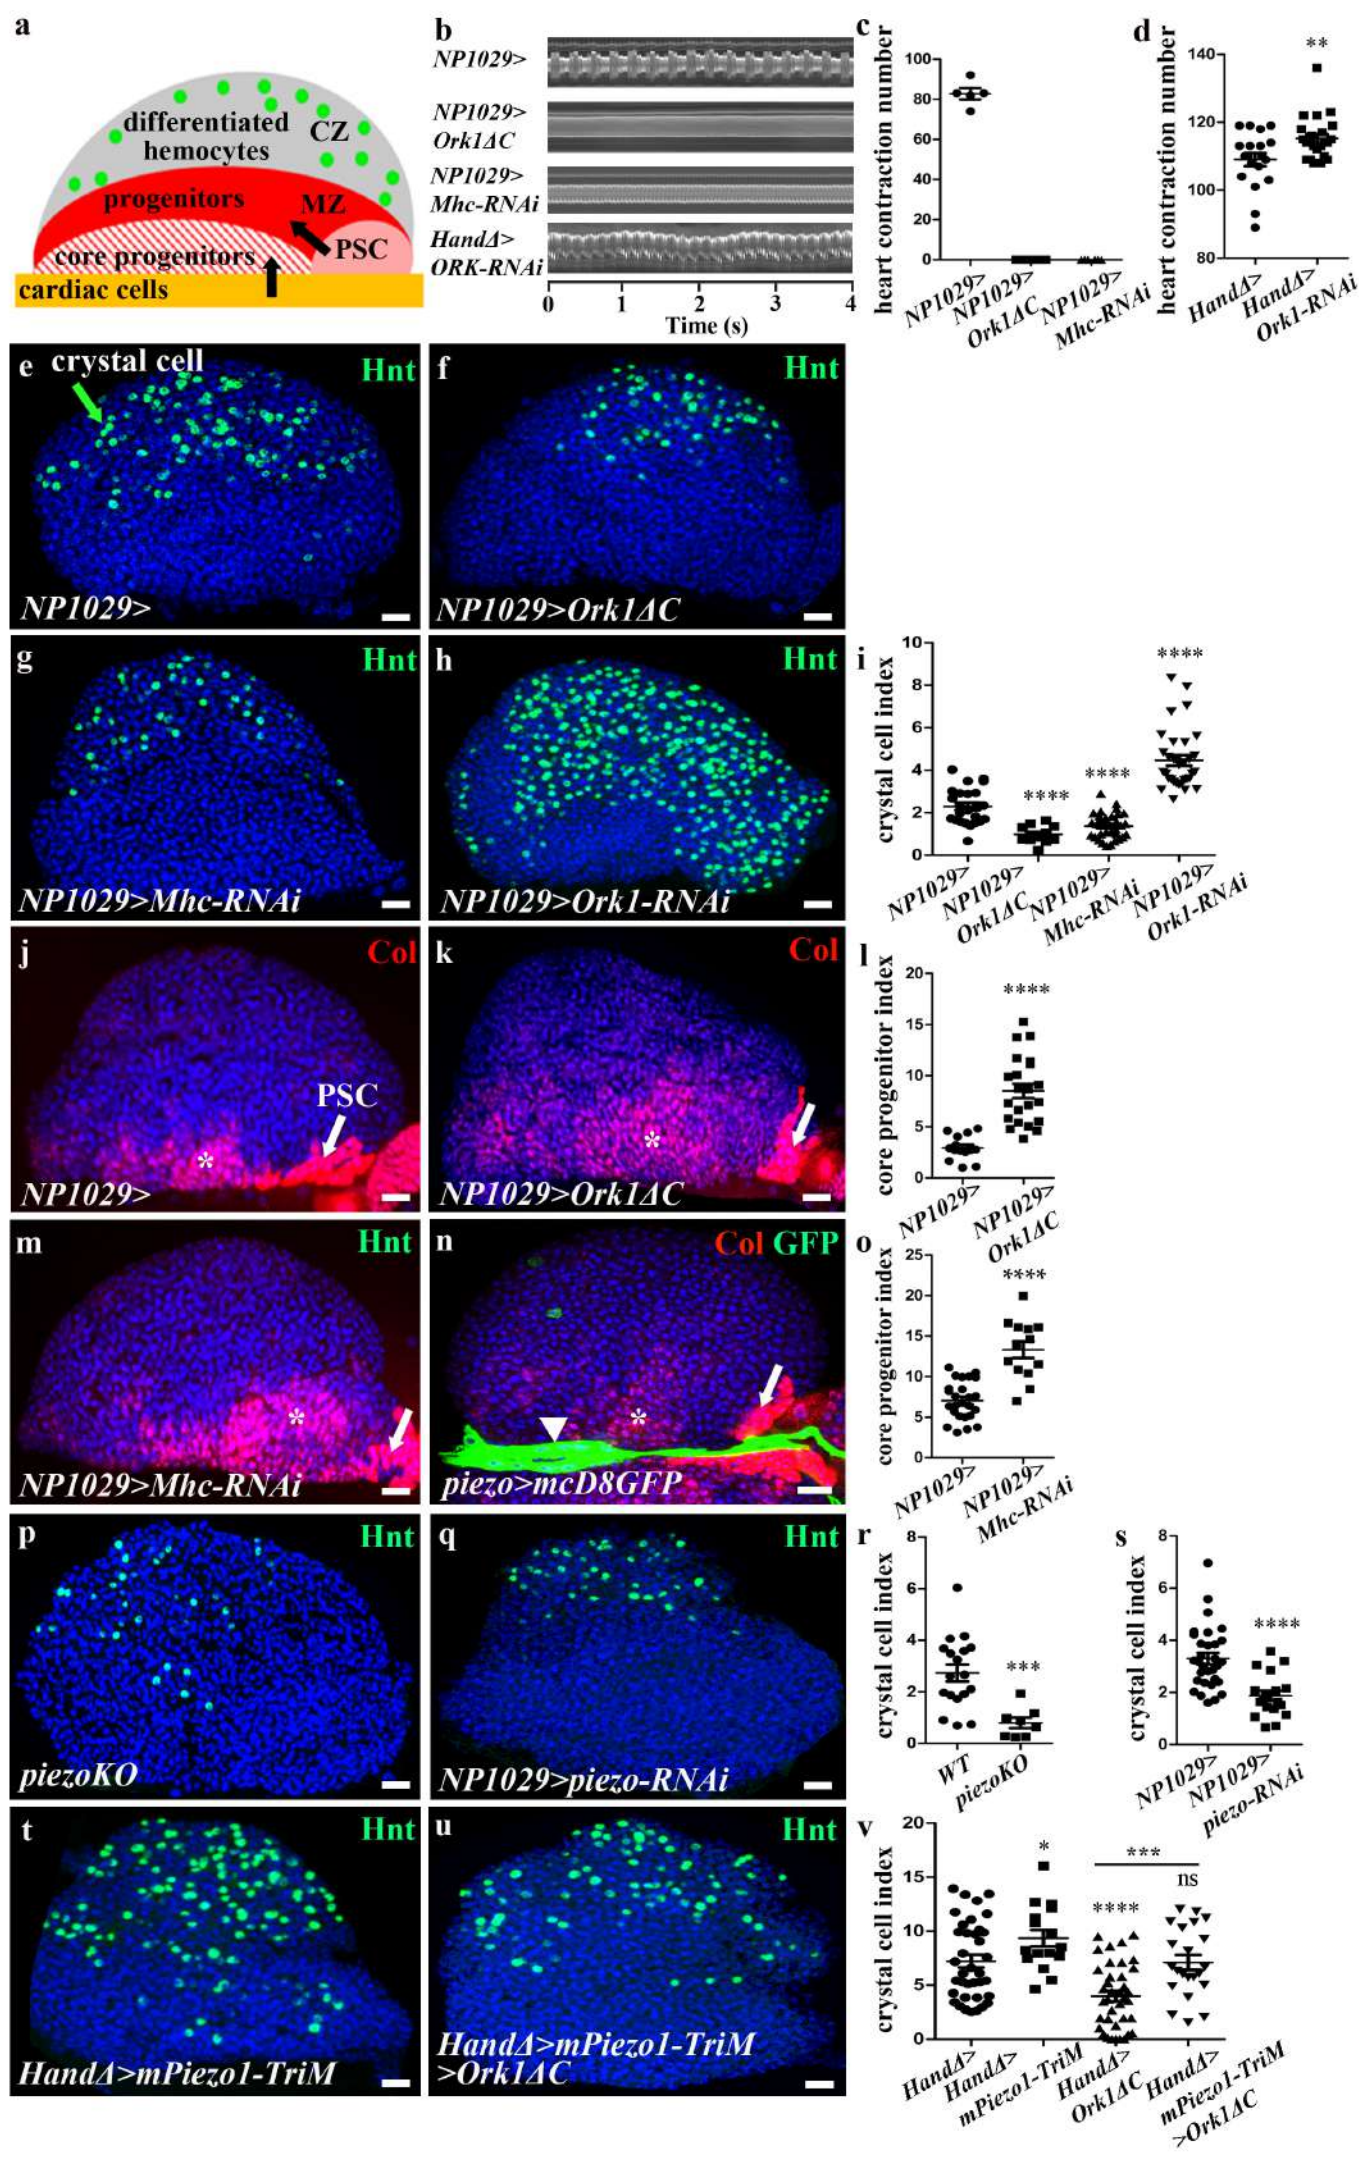 a
differentiated
hemocytes
CZ
progenitors
MZ
core progenitors
PSC
cardiac cells
b
NP1029>
NP1029>
Ork1ΔC
NP1029>
Mhc-RNAi
HandΔ>
ORK-RNAi
0 1 2 3 4
Time (s)
c
heart contraction number
100
80
60
40
20
0
NP1029>
NP1029>
Ork1ΔC
NP1029>
Mhc-RNAi
d
heart contraction number
**
140
120
100
80
HandΔ>
HandΔ>
Ork1-RNAi
e crystal cell
Hnt
NP1029>
f
Hnt
NP1029>Ork1ΔC
g
Hnt
NP1029>Mhc-RNAi
h
Hnt
NP1029>Ork1-RNAi
i
crystal cell index
10
8
6
4
2
0
****
****
****
NP1029>
NP1029>
Ork1ΔC
NP1029>
Mhc-RNAi
NP1029>
Ork1-RNAi
j
Col
PSC
*
NP1029>
k
Col
*
NP1029>Ork1ΔC
l
core progenitor index
20
15
10
5
0
****
NP1029>
NP1029>
Ork1ΔC
m
Hnt
*
NP1029>Mhc-RNAi
n
Col GFP
*
piezo>mcD8GFP
o
core progenitor index
25
20
15
10
5
0
****
NP1029>
NP1029>
Mhc-RNAi
p
Hnt
piezoKO
q
Hnt
NP1029>piezo-RNAi
r
crystal cell index
8
6
4
2
0
***
WT
piezoKO
s
crystal cell index
8
6
4
2
0
****
NP1029>
NP1029>
piezo-RNAi
t
Hnt
HandΔ>mPiezo1-TriM
u
Hnt
HandΔ>mPiezo1-TriM
>Ork1ΔC
v
crystal cell index
20
15
10
5
0
*
****
***
ns
HandΔ>
HandΔ>
mPiezo1-TriM
HandΔ>
Ork1ΔC
HandΔ>
mPiezo1-TriM
>Ork1ΔC